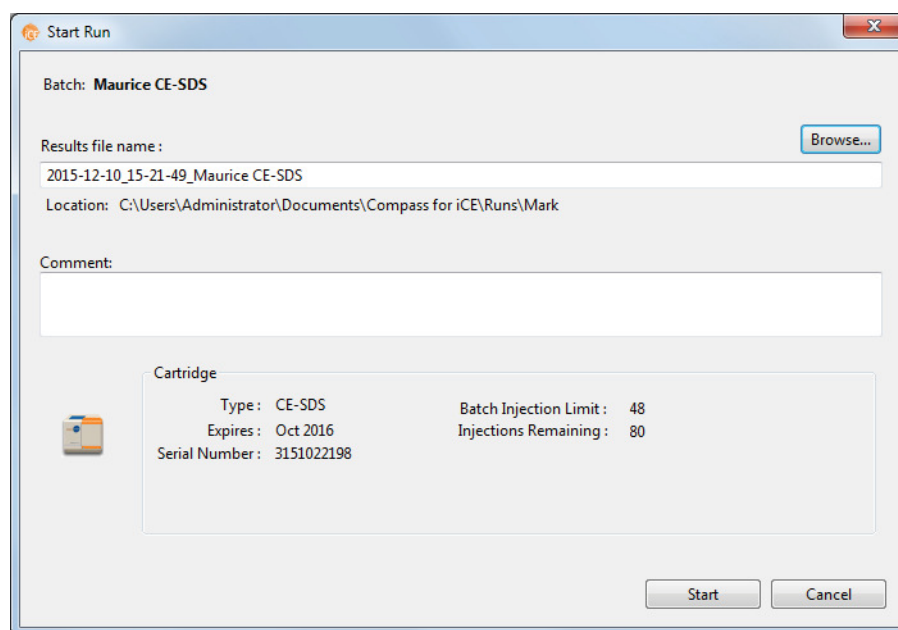 Start Run
Batch: Maurice CE-SDS
Browse...
Results file name :
2015-12-10_15-21-49_Maurice CE-SDS
Location: C:\Users\Administrator\Documents\Compass for iCE\Runs\Mark
Comment:
Cartridge
Type : CE-SDS Batch Injection Limit : 48
Expires : Oct 2016 Injections Remaining : 80
Serial Number : 3151022198
Start Cancel